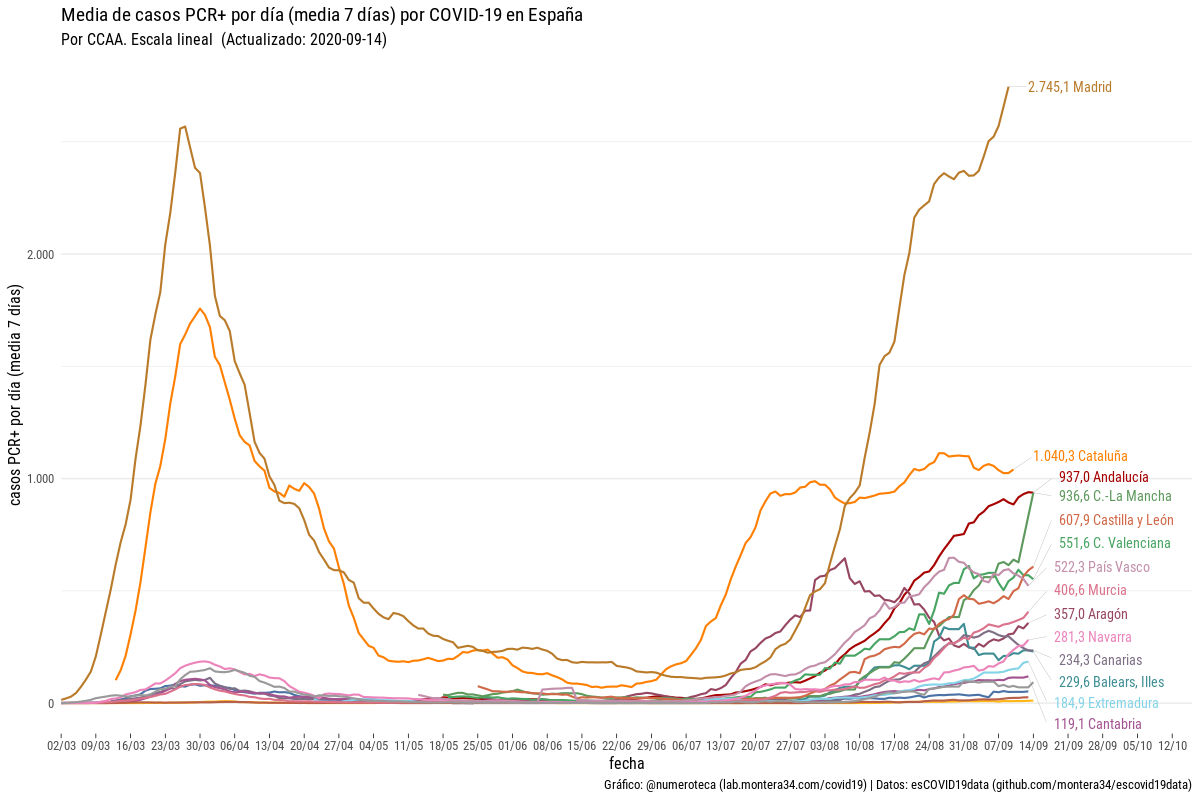 Media de casos PCR+ por día (media 7 días) por COVID-19 en España
Por CCAA. Escala lineal (Actualizado: 2020-09-14)
2.745,1 Madrid
2.000
casos PCR+ por día (media 7 días)
1.040,3 Cataluña
1.000
937,0 Andalucía
936,6 C.-La Mancha
607,9 Castilla y León
551,6 C. Valenciana
522,3 País Vasco
406,6 Murcia
357,0 Aragón
281,3 Navarra
234,3 Canarias
229,6 Balears, Illes
184,9 Extremadura
0
119,1 Cantabria
02/03 09/03 16/03 23/03 30/03 06/04 13/04 20/04 27/04 04/05 11/05 18/05 25/05 01/06 08/06 15/06 22/06 29/06 06/07 13/07 20/07 27/07 03/08 10/08 17/08 24/08 31/08 07/09 14/09 21/09 28/09 05/10 12/10
fecha
Gráfico: @numeroteca (lab.montera34.com/covid19) | Datos: esCOVID19data (github.com/montera34/escovid19data)